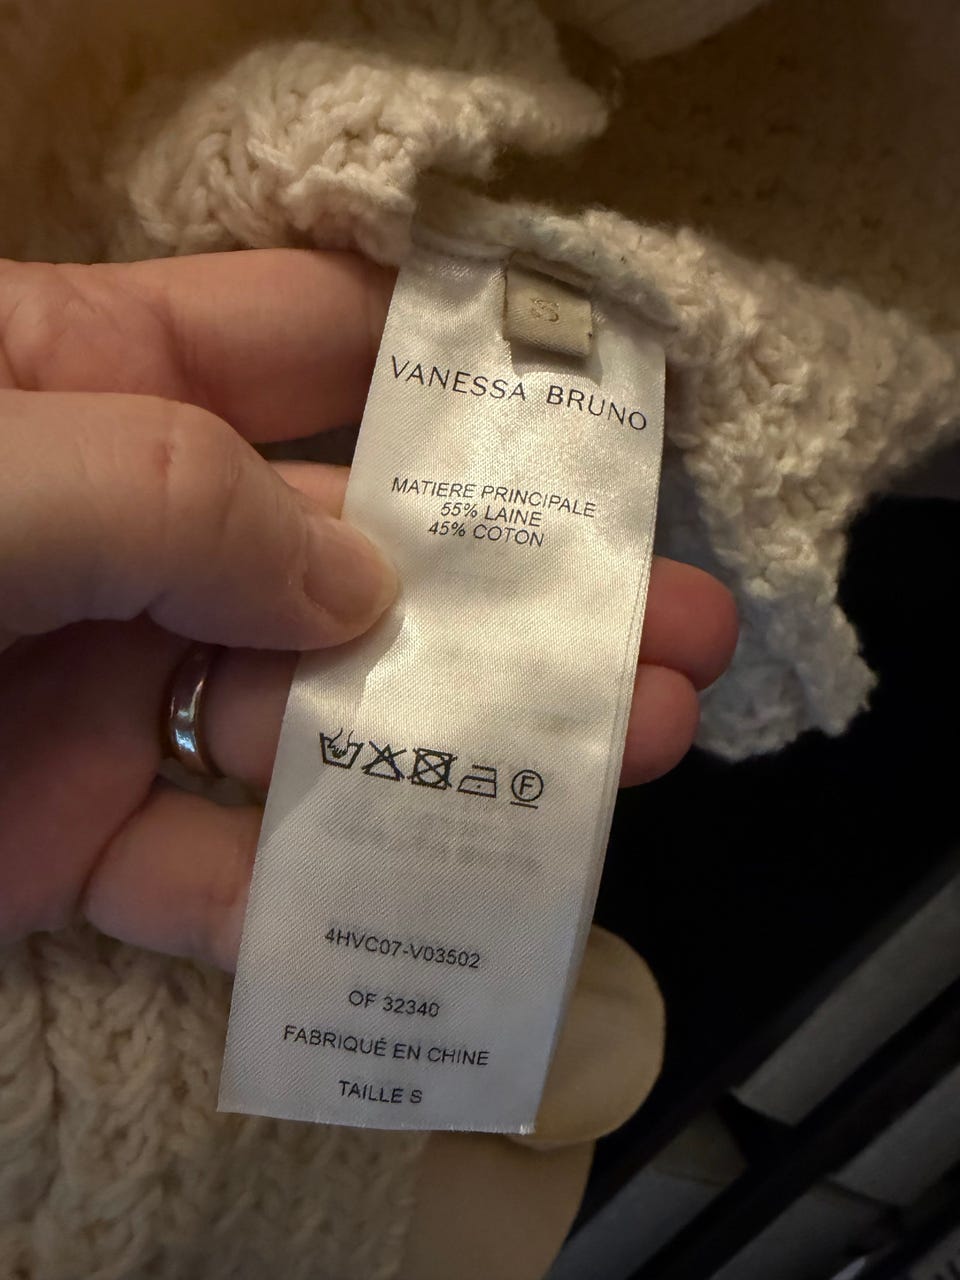 S
VANESSA BRUNO
MATIERE PRINCIPALE
55% LAINE
45% COTON
F
4HVC07-V03502
OF 32340
FABRIQUÉ EN CHINE
TAILLE S